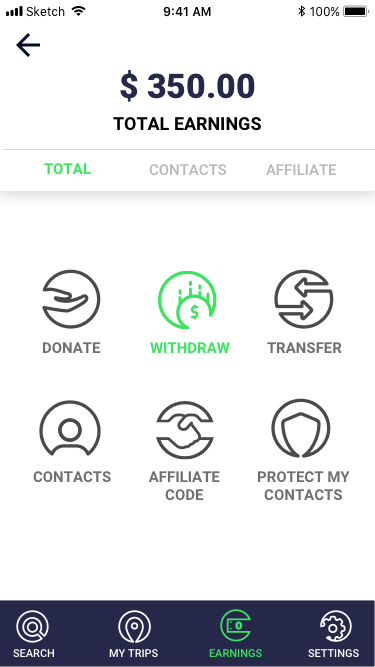 Sketch 9:41 AM 100%
$ 350.00
TOTAL EARNINGS
TOTAL CONTACTS AFFILIATE
$
DONATE WITHDRAW TRANSFER
CONTACTS AFFILIATE CODE PROTECT MY CONTACTS
SEARCH MY TRIPS EARNINGS SETTINGS